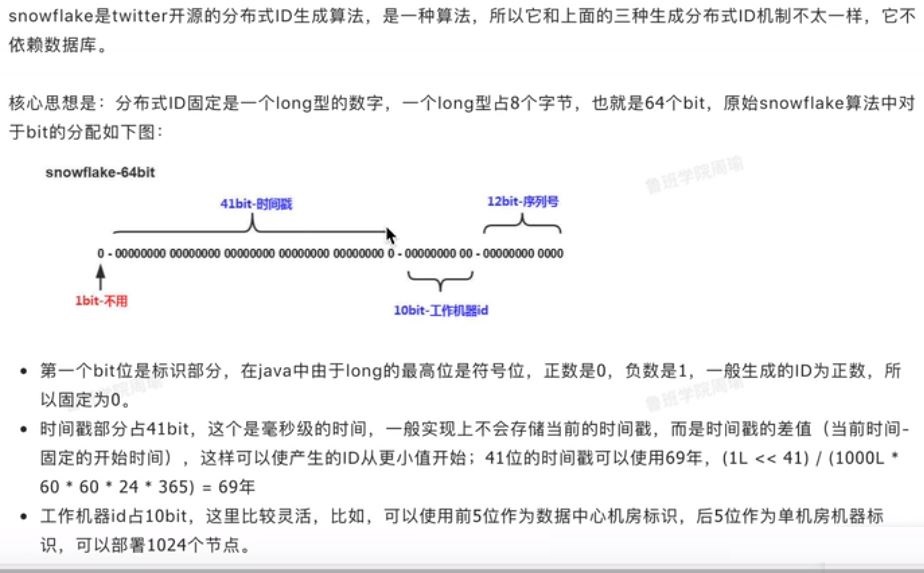 snowflake是twitter开源的分布式ID生成算法，是一种算法，所以它和上面的三种生成分布式ID机制不太一样，它不
依赖数据库。
核心思想是：分布式ID固定是一个long型的数字，一个long型占8个字节，也就是64个bit，原始snowflake算法中对
于bit的分配如下图：
snowflake-64bit
鲁班学院周瑜
41bit-时间戳
12bit-序列号
0 - 00000000 00000000 00000000 00000000 00000000 0 - 00000000 00 - 00000000 0000
1bit-不用
10bit-工作机器id
• 第一个bit位是标识部分，在java中由于long的最高位是符号位，正数是0，负数是1，一般生成的ID为正数，所
以固定为0。
鲁班学院周瑜
鲁班学院周瑜
• 时间戳部分占41bit，这个是毫秒级的时间，一般实现上不会存储当前的时间戳，而是时间戳的差值（当前时间-
固定的开始时间），这样可以使产生的ID从更小值开始；41位的时间戳可以使用69年，(1L << 41) / (1000L *
60 * 60 * 24 * 365) = 69年
• 工作机器id占10bit，这里比较灵活，比如，可以使用前5位作为数据中心机房标识，后5位作为单机房机器标
识，可以部署1024个节点。